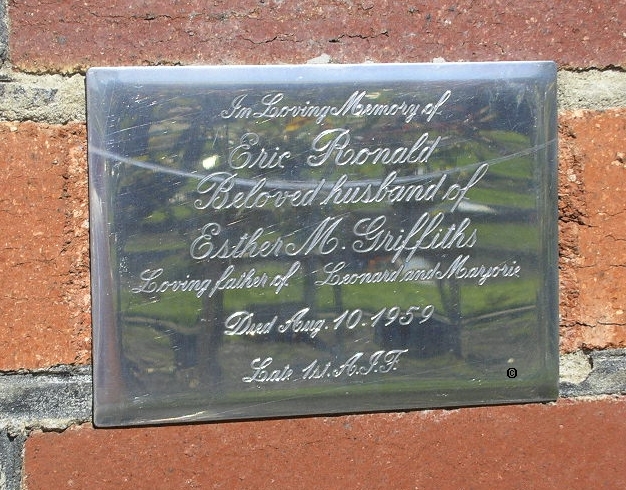 In Loving Memory of
Eric Ronald
Beloved husband of
Esther M. Griffiths
Loving father of Leonard and Marjorie
Died Aug. 10. 1959
Late 1st. A.I.F.
©